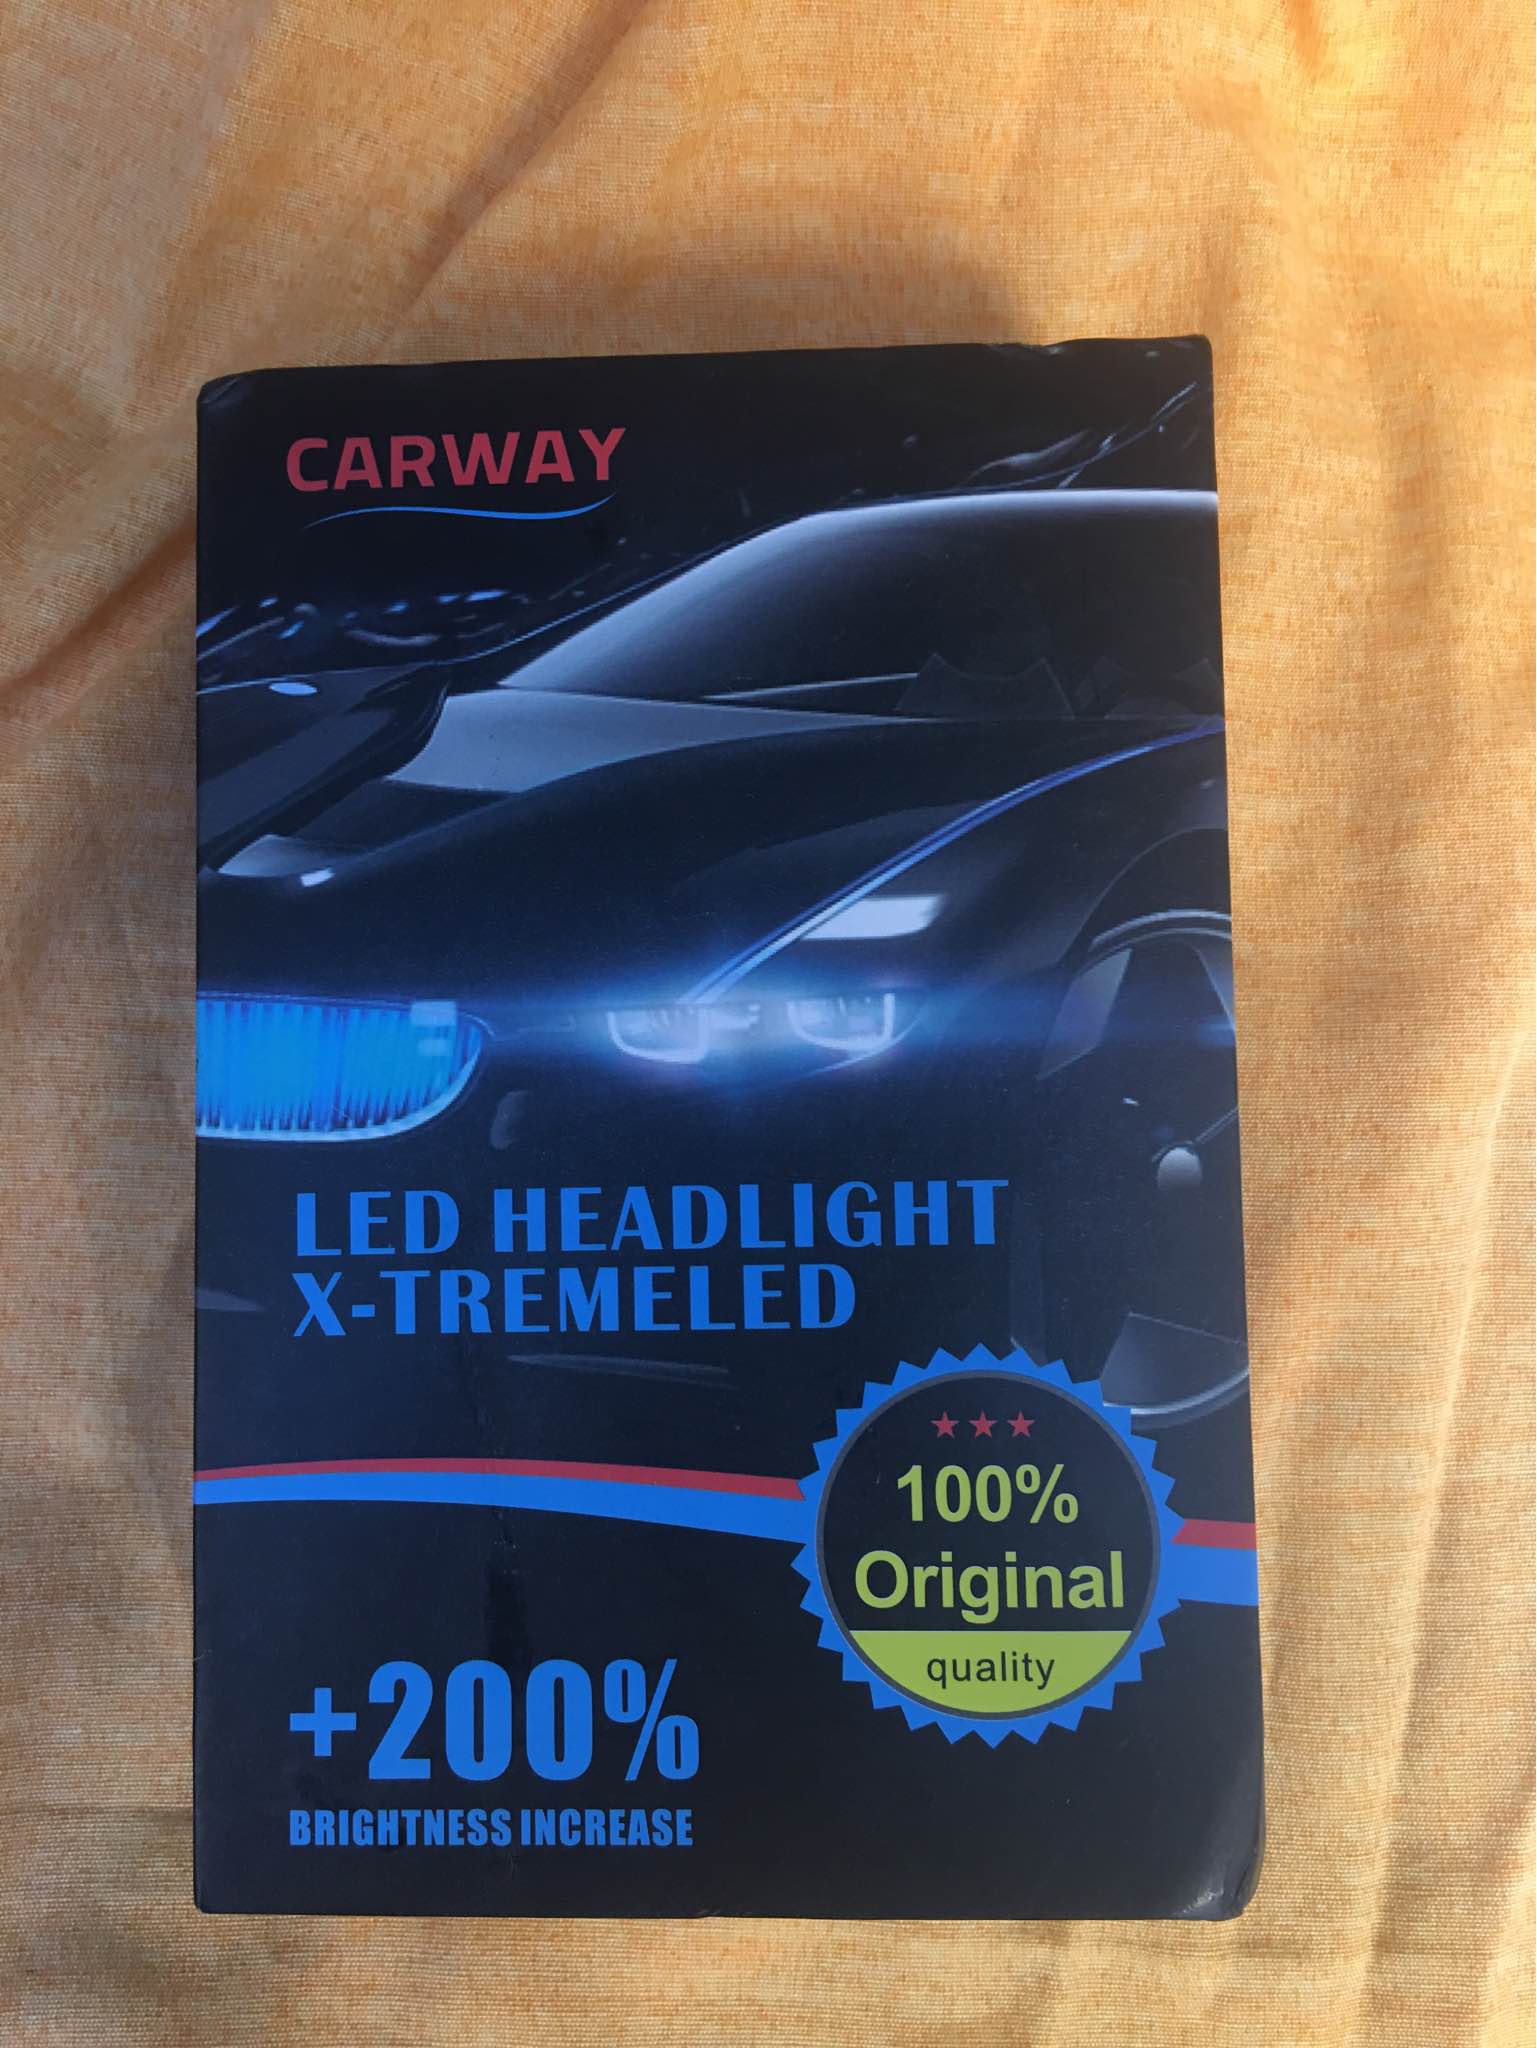 CARWAY
LED HEADLIGHT
X-TREMELED
100%
Original
quality
+200%
BRIGHTNESS INCREASE